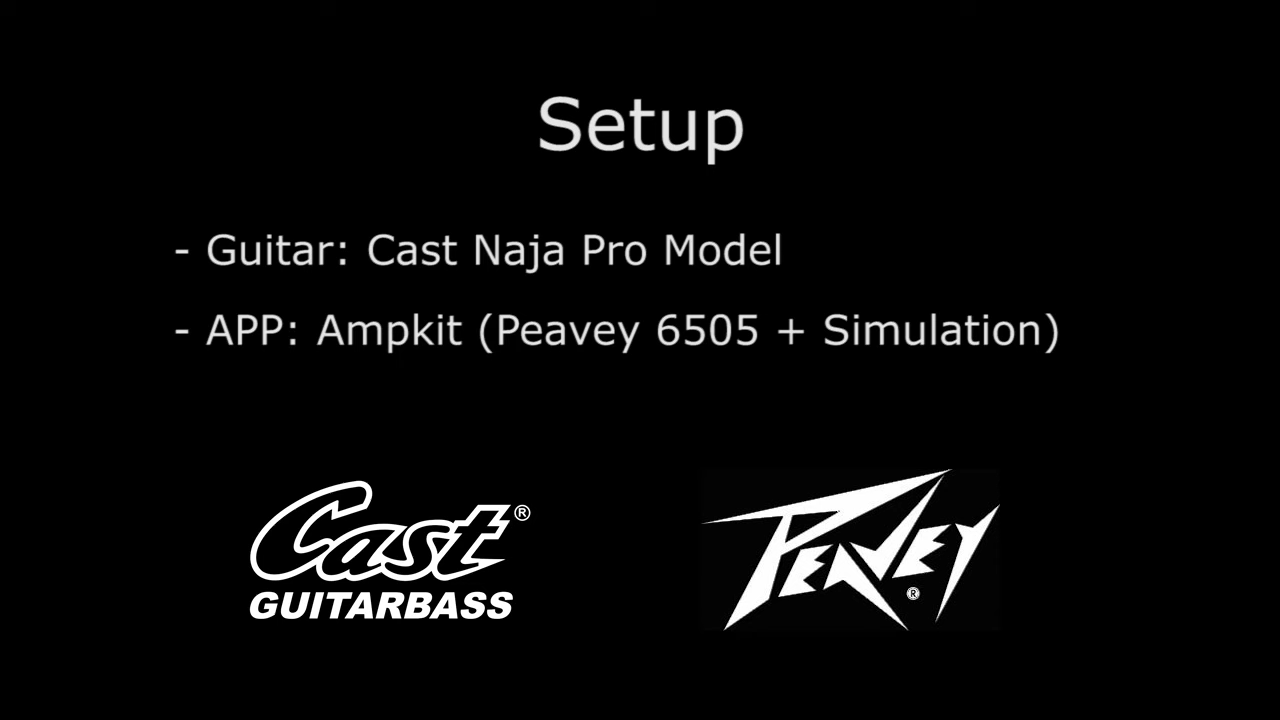 Setup
- Guitar: Cast Naja Pro Model
- APP: Ampkit (Peavey 6505 + Simulation)
Cast®
GUITARBASS
PEAVEY®